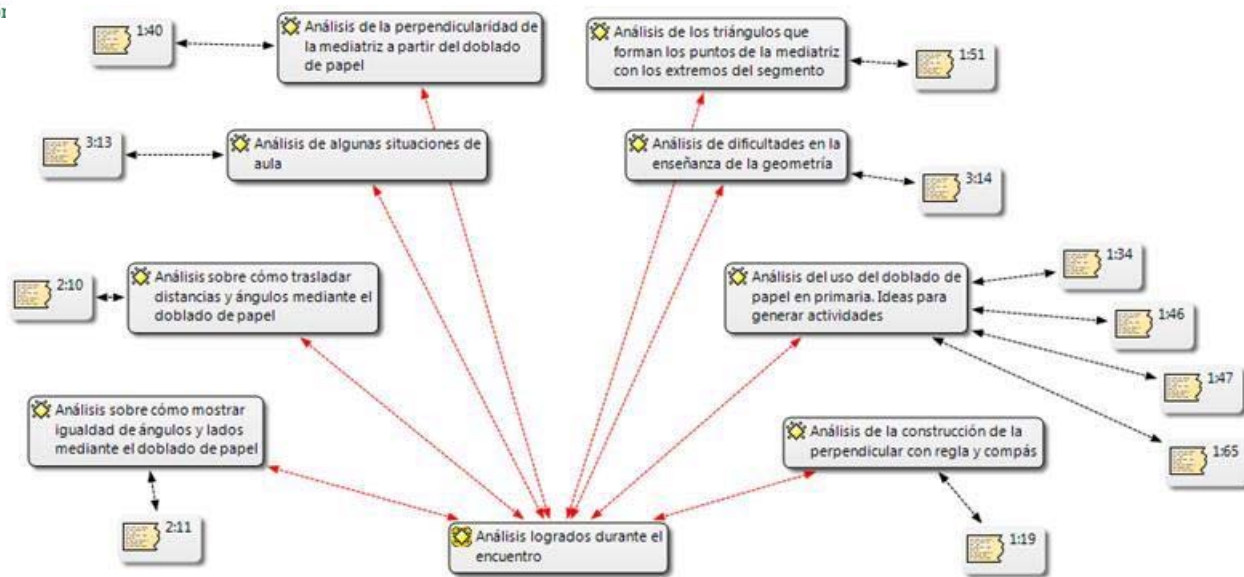 1:40
Análisis de la perpendicularidad de
la mediatriz a partir del doblado
de papel
Análisis de los triángulos que
forman los puntos de la mediatriz
con los extremos del segmento
1:51
3:13
Análisis de algunas situaciones de
aula
Análisis de dificultades en la
enseñanza de la geometría
3:14
2:10
Análisis sobre cómo trasladar
distancias y ángulos mediante el
doblado de papel
Análisis del uso del doblado de
papel en primaria. Ideas para
generar actividades
1:34
1:46
1:47
1:65
Análisis sobre cómo mostrar
igualdad de ángulos y lados
mediante el doblado de papel
2:11
Análisis de la construcción de la
perpendicular con regla y compás
1:19
Análisis logrados durante el
encuentro